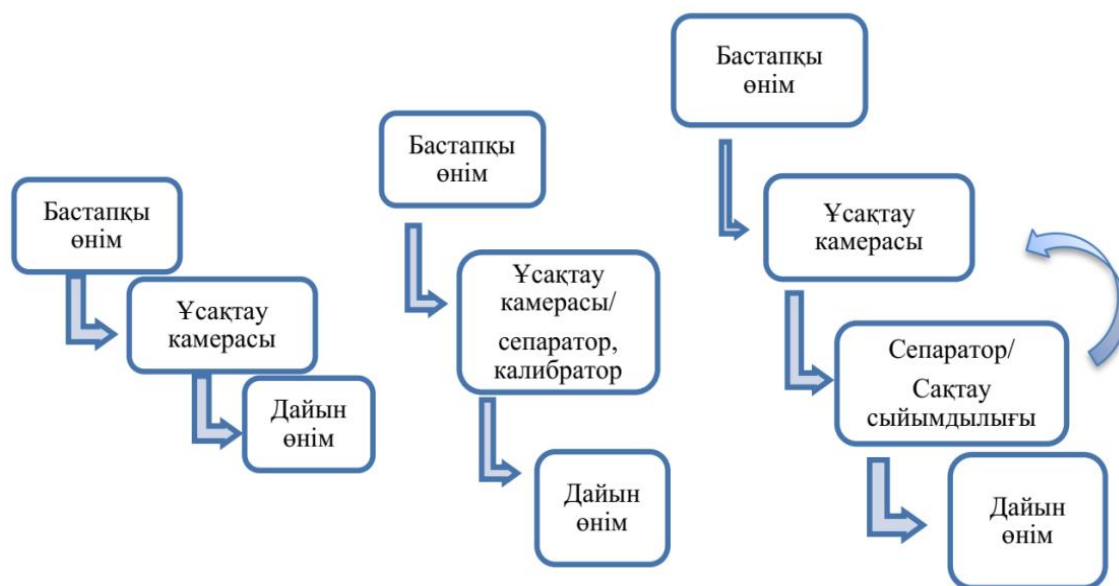 Бастапқы
өнім
Ұсақтау
камерасы
Дайын
өнім
Бастапқы
өнім
Ұсақтау
камерасы/
сепаратор,
калибратор
Дайын
өнім
Бастапқы
өнім
Ұсақтау
камерасы
Сепаратор/
Сақтау
сыйымдылығы
Дайын
өнім